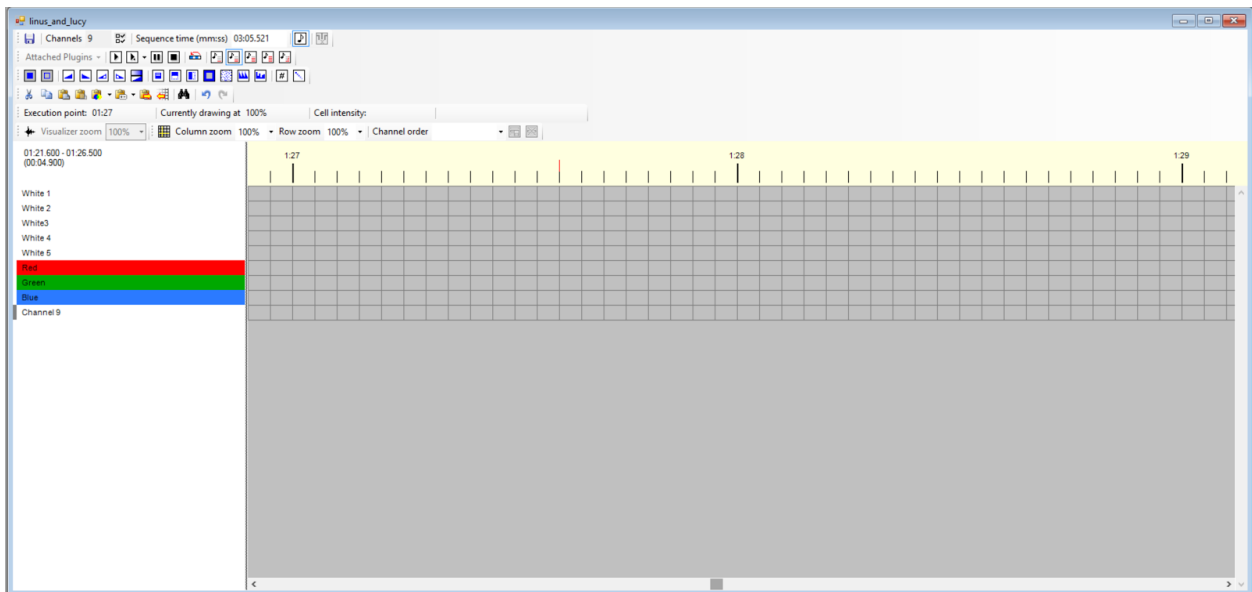 linus_and_lucy
Channels 9 Sequence time (mm:ss) 03:05.521
Attached Plugins
#
Execution point: 01:27 Currently drawing at 100% Cell intensity:
Visualizer zoom 100% Column zoom 100% Row zoom 100% Channel order
01:21.600 - 01:26.500
(00:04.900)
1:27 1:28 1:29
White 1
White 2
White3
White 4
White 5
Red
Green
Blue
Channel 9